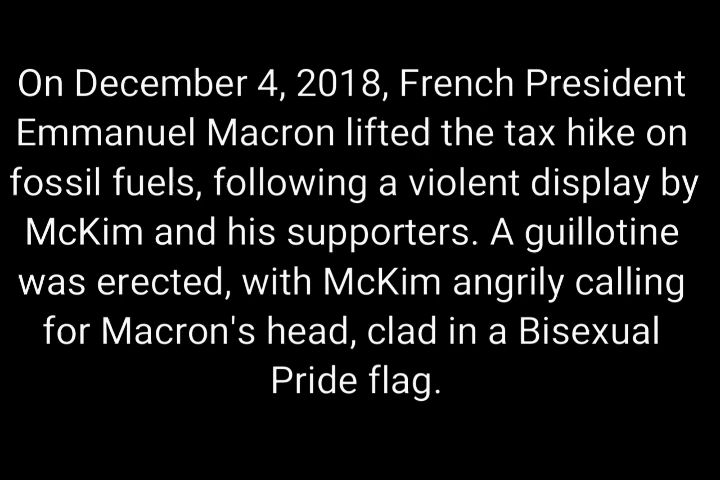 On December 4, 2018, French President
Emmanuel Macron lifted the tax hike on
fossil fuels, following a violent display by
McKim and his supporters. A guillotine
was erected, with McKim angrily calling
for Macron's head, clad in a Bisexual
Pride flag.